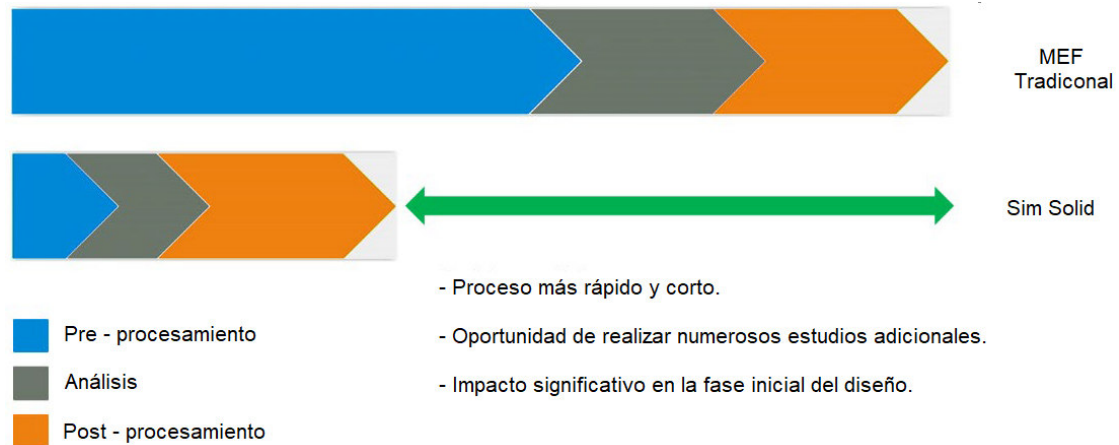 MEF
Tradiconal
Sim Solid
- Proceso más rápido y corto.
- Oportunidad de realizar numerosos estudios adicionales.
- Impacto significativo en la fase inicial del diseño.
Pre - procesamiento
Análisis
Post - procesamiento